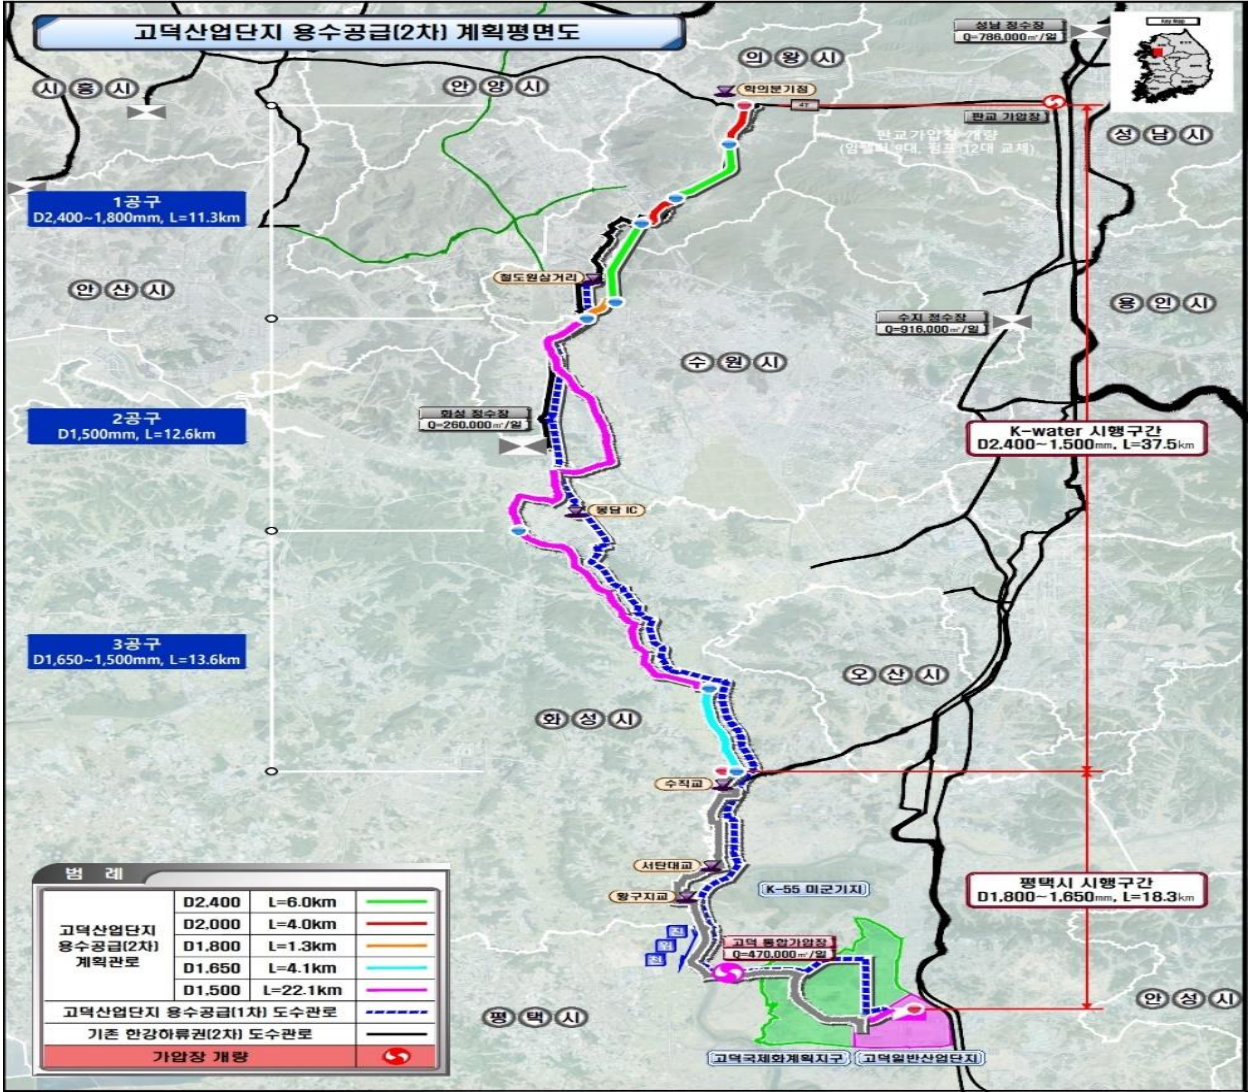 고덕산업단지 용수공급(2차) 계획평면도
성남 정수장
Q=786,000㎥/일
Key Map
시흥시
안양시
의왕시
학의분기점
판교 가압장
성남시
판교가압장 개량
1공구
D2,400~1,800mm, L=11.3km
안산시
철도원삼거리
용인시
수지 정수장
Q=916,000㎥/일
수원시
2공구
D1,500mm, L=12.6km
화성 정수장
Q=260,000㎥/일
K-water 시행구간
D2,400~1,500mm, L=37.5km
봉담 IC
3공구
D1,650~1,500mm, L=13.6km
오산시
화성시
수직교
서탄대교
황구지교
K-55 미군기지
평택시 시행구간
D1,800~1,650mm, L=18.3km
진위천
고덕 통합가압장
Q=470,000㎥/일
안성시
평택시
고덕국제화계획지구
고덕일반산업단지
범 례
고덕산업단지
용수공급(2차)
계획관로
D2,400 L=6.0km
D2,000 L=4.0km
D1,800 L=1.3km
D1.650 L=4.1km
D1,500 L=22.1km
고덕산업단지 용수공급(1차) 도수관로
기존 한강하류권(2차) 도수관로
가압장 개량